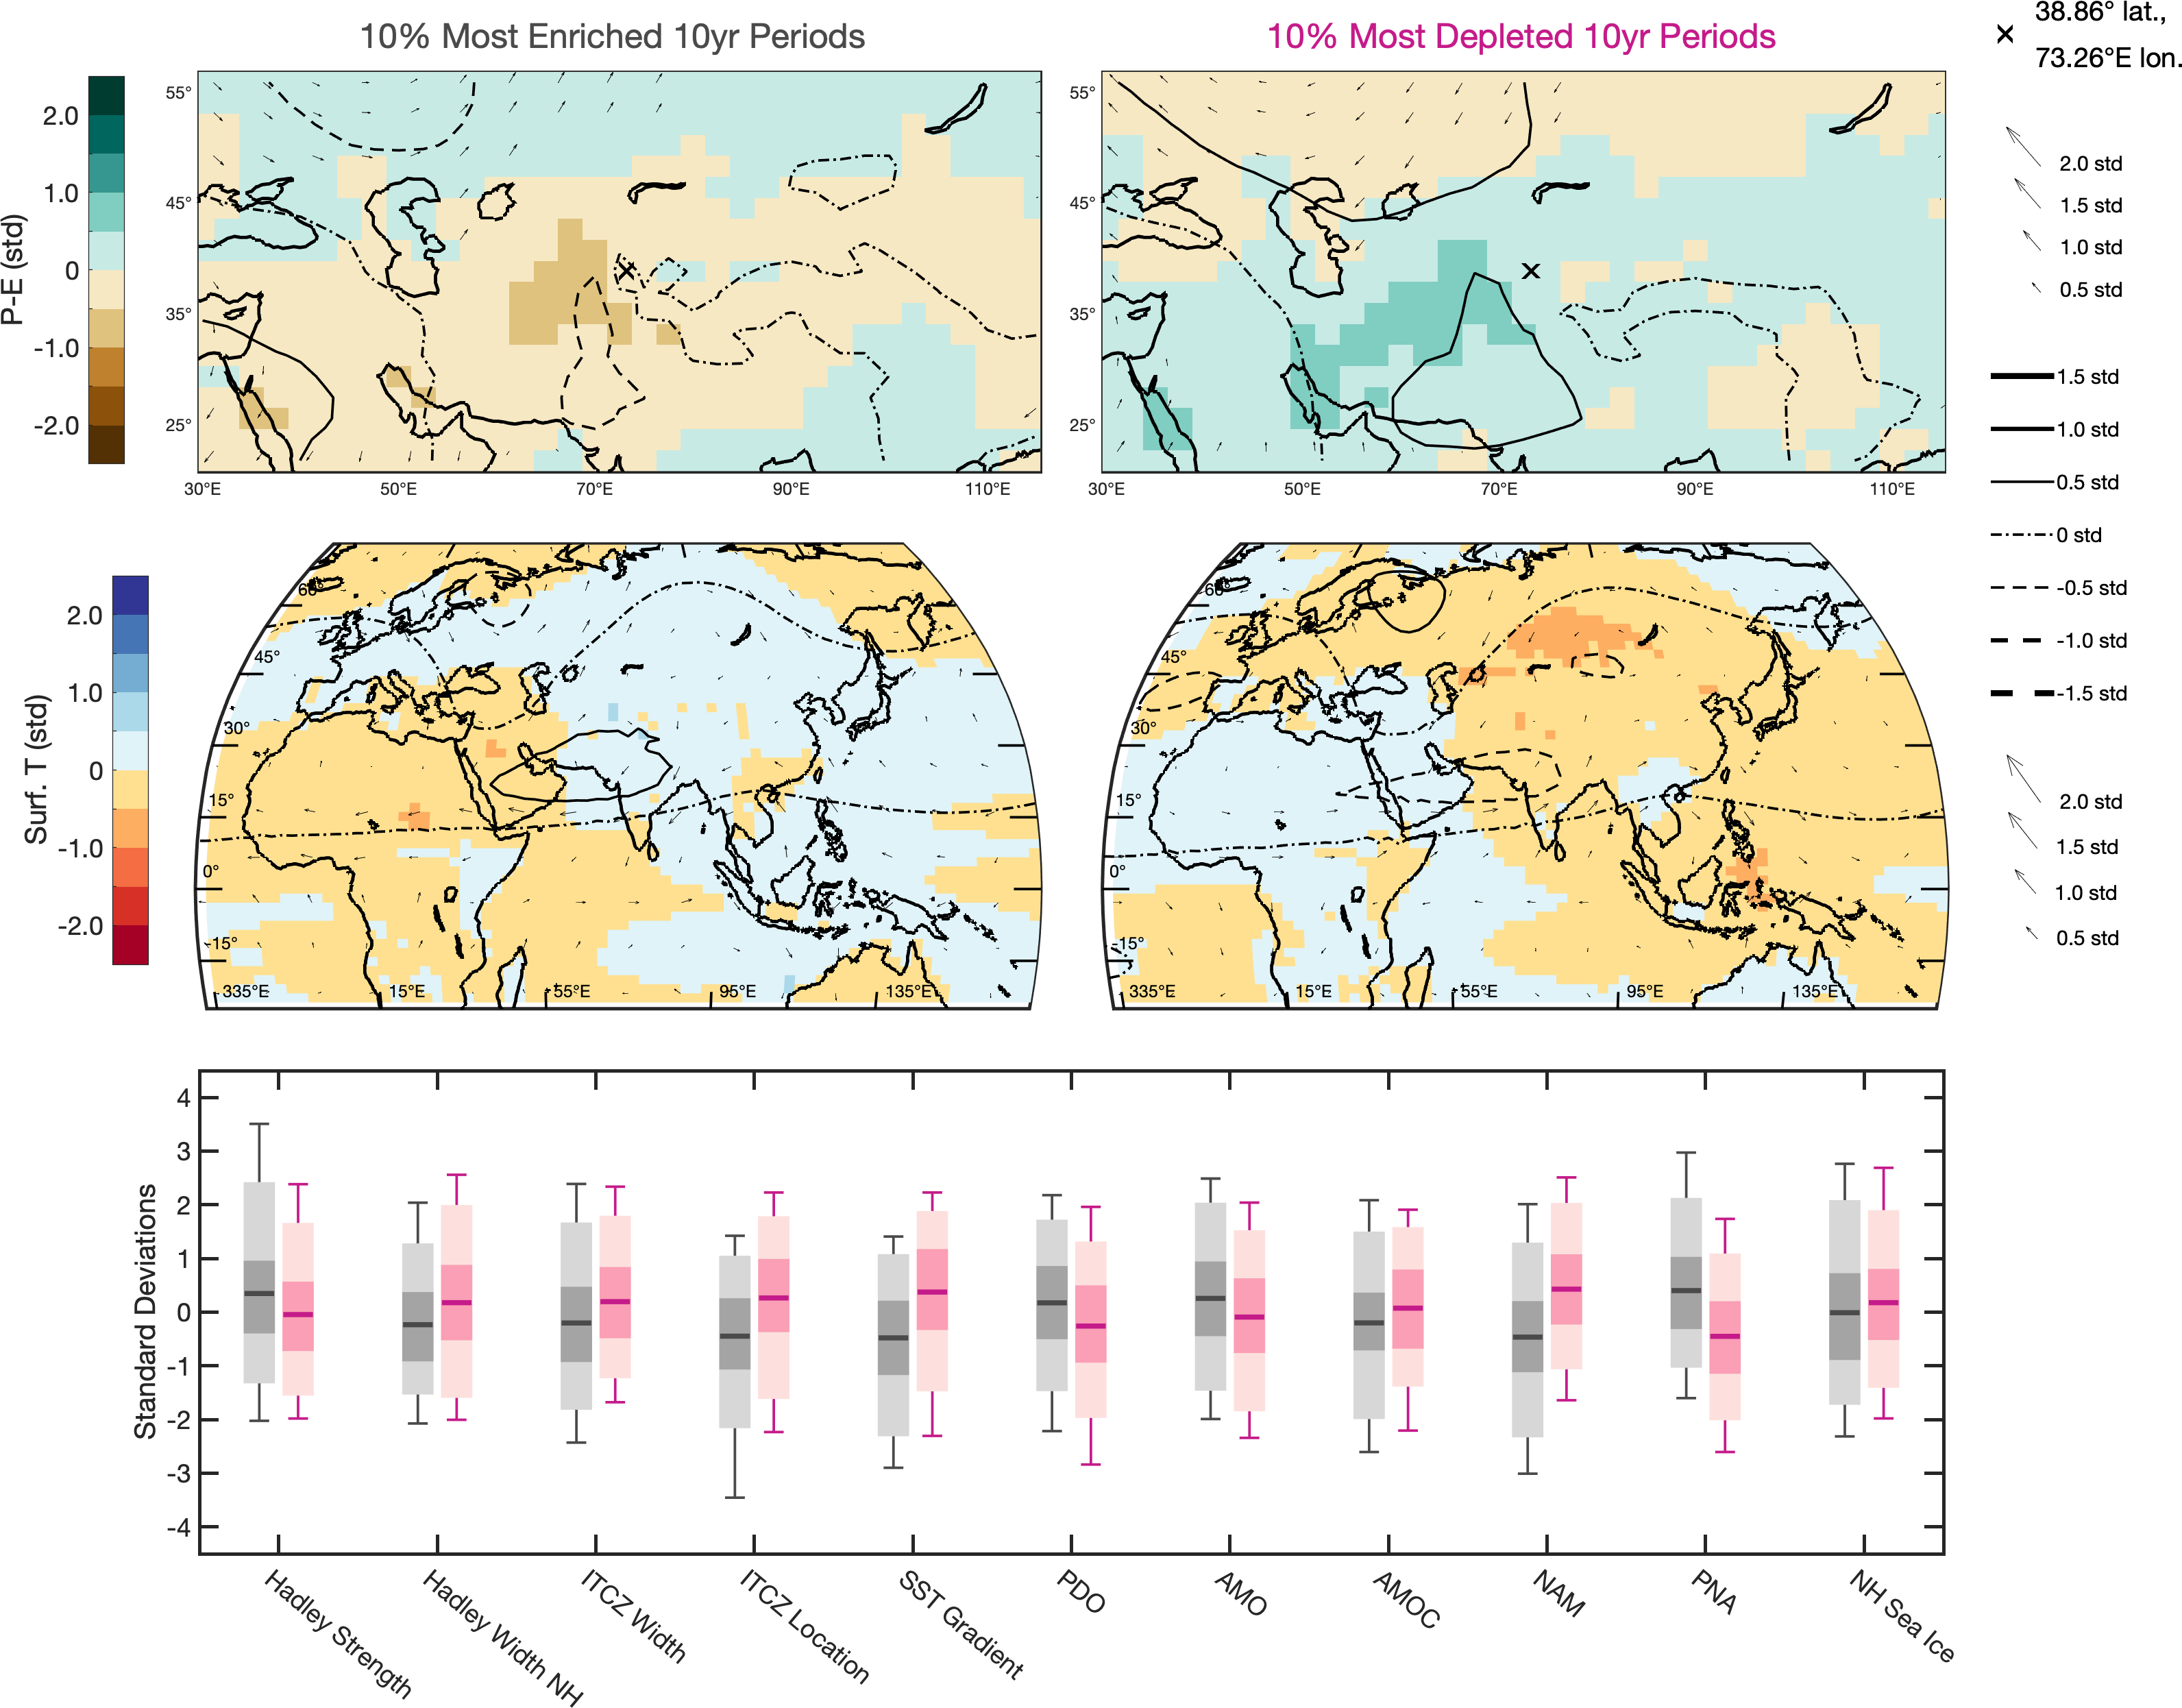 10% Most Enriched 10yr Periods
10% Most Depleted 10yr Periods
38.86° lat.,
73.26°E lon.
P-E (std)
2.0
1.0
0
-1.0
-2.0
55°
45°
35°
25°
30°E 50°E 70°E 90°E 110°E
55°
45°
35°
25°
30°E 50°E 70°E 90°E 110°E
2.0 std
1.5 std
1.0 std
0.5 std
1.5 std
1.0 std
0.5 std
0 std
-0.5 std
-1.0 std
-1.5 std
Surf. T (std)
2.0
1.0
0
-1.0
-2.0
60°
45°
30°
15°
0°
-15°
335°E 15°E 55°E 95°E 135°E
60°
45°
30°
15°
0°
-15°
335°E 15°E 55°E 95°E 135°E
2.0 std
1.5 std
1.0 std
0.5 std
Standard Deviations
4
3
2
1
0
-1
-2
-3
-4
Hadley Strength
Hadley Width NH
ITCZ Width
ITCZ Location
SST Gradient
PDO
AMO
AMOC
NAM
PNA
NH Sea Ice